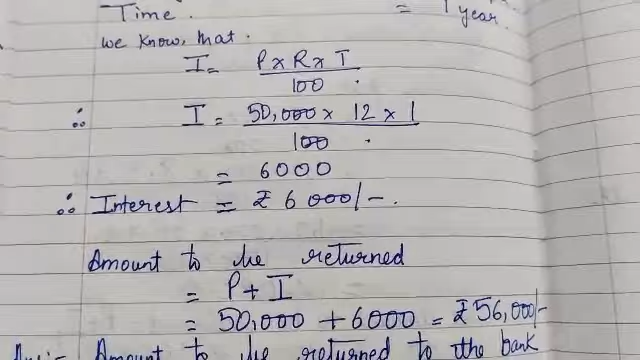 Time. = 1 year.
We know, that.
I = P x R x T / 100.
∴ I = 50,000 x 12 x 1 / 100.
= 6000
∴ Interest = ₹ 6000/-.
Amount to be returned
= P + I
= 50,000 + 6000 = ₹56,000/-
Ans:- Amount to be returned to the bank